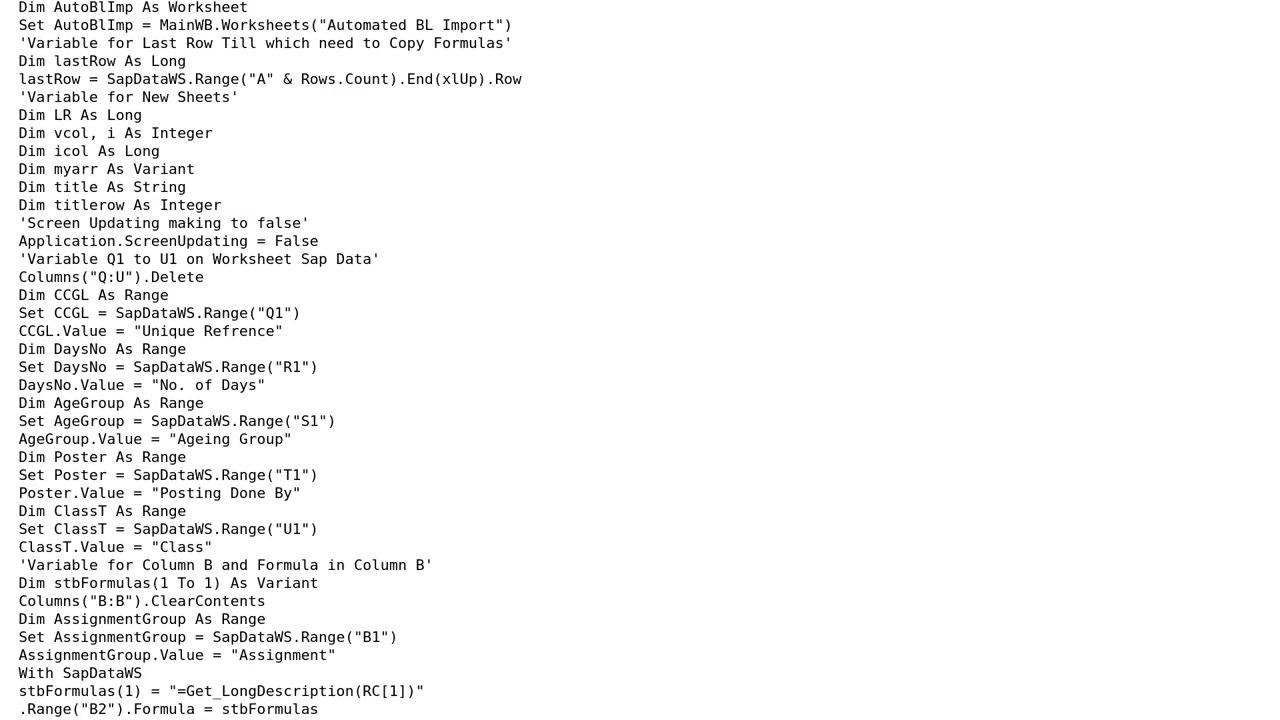 Dim AutoBlImp As Worksheet
Set AutoBlImp = MainWB.Worksheets("Automated BL Import")
'Variable for Last Row Till which need to Copy Formulas'
Dim lastRow As Long
lastRow = SapDataWS.Range("A" & Rows.Count).End(xlUp).Row
'Variable for New Sheets'
Dim LR As Long
Dim vcol, i As Integer
Dim icol As Long
Dim myarr As Variant
Dim title As String
Dim titlerow As Integer
'Screen Updating making to false'
Application.ScreenUpdating = False
'Variable Q1 to U1 on Worksheet Sap Data'
Columns("Q:U").Delete
Dim CCGL As Range
Set CCGL = SapDataWS.Range("Q1")
CCGL.Value = "Unique Refrence"
Dim DaysNo As Range
Set DaysNo = SapDataWS.Range("R1")
DaysNo.Value = "No. of Days"
Dim AgeGroup As Range
Set AgeGroup = SapDataWS.Range("S1")
AgeGroup.Value = "Ageing Group"
Dim Poster As Range
Set Poster = SapDataWS.Range("T1")
Poster.Value = "Posting Done By"
Dim ClassT As Range
Set ClassT = SapDataWS.Range("U1")
ClassT.Value = "Class"
'Variable for Column B and Formula in Column B'
Dim stbFormulas(1 To 1) As Variant
Columns("B:B").ClearContents
Dim AssignmentGroup As Range
Set AssignmentGroup = SapDataWS.Range("B1")
AssignmentGroup.Value = "Assignment"
With SapDataWS
stbFormulas(1) = "=Get_LongDescription(RC[1])"
.Range("B2").Formula = stbFormulas